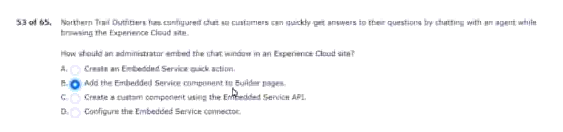 53 of 65. Northern Trail Outfitters has configured chat so customers can quickly get answers to their questions by chatting with an agent while
browsing the Experience Cloud site.
How should an administrator embed the chat window in an Experience Cloud site?
A. Create an Embedded Service quick action.
B. Add the Embedded Service component to Builder pages.
C. Create a custom component using the Embedded Service API.
D. Configure the Embedded Service connector.